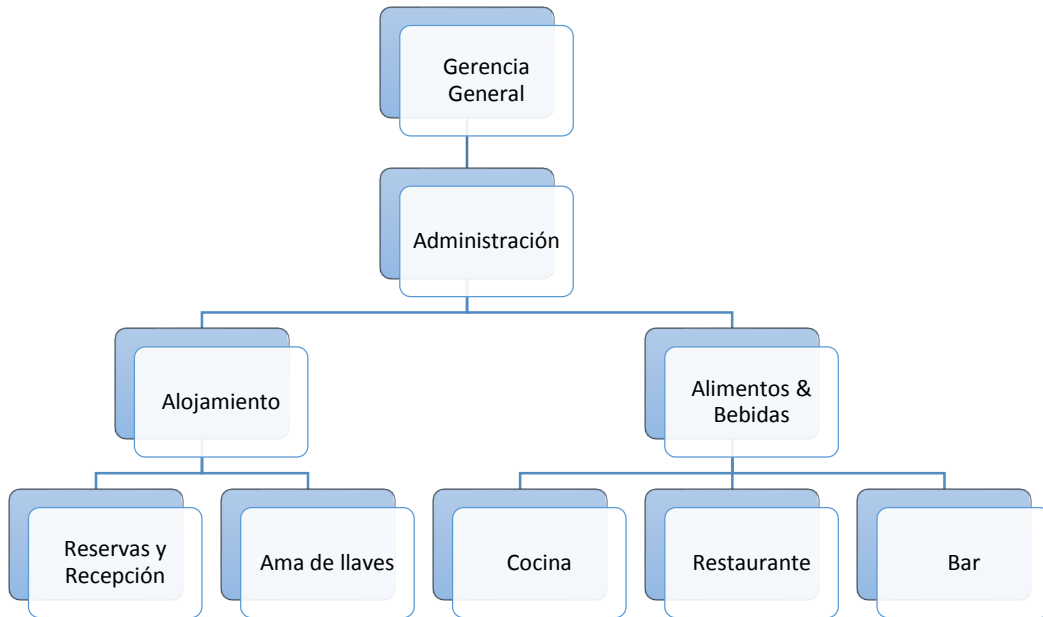 Gerencia
General
Administración
Alojamiento
Alimentos &
Bebidas
Reservas y
Recepción
Ama de llaves
Cocina
Restaurante
Bar